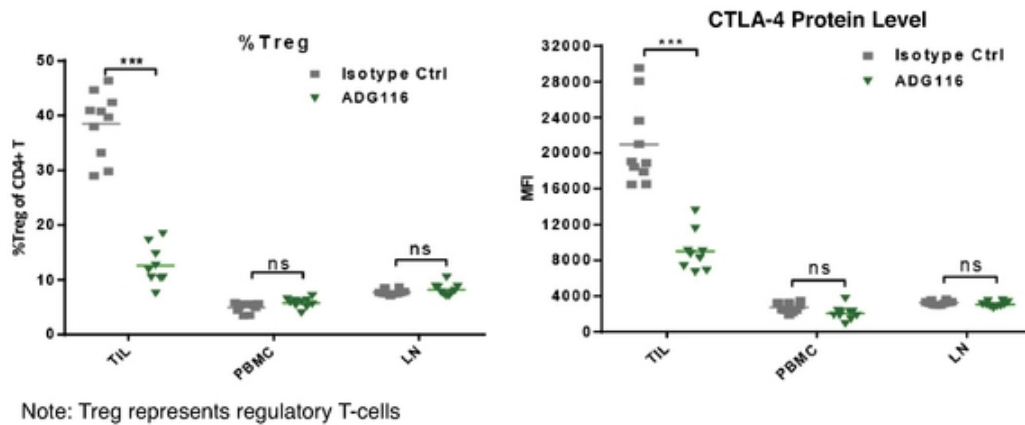 %Treg
***
Isotype Ctrl
ADG116
%Treg of CD4+ T
50
40
30
20
10
0
ns
ns
TIL
PBMC
LN
CTLA-4 Protein Level
***
Isotype Ctrl
ADG116
MFI
32000
28000
24000
20000
16000
12000
8000
4000
0
ns
ns
TIL
PBMC
LN
Note: Treg represents regulatory T-cells